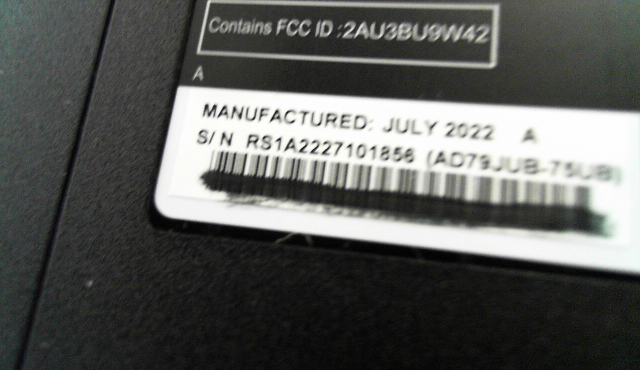 Contains FCC ID :2AU3BU9W42
A
MANUFACTURED: JULY 2022 A
S/N RS1A2227101856 (AD79JUB-75UB)